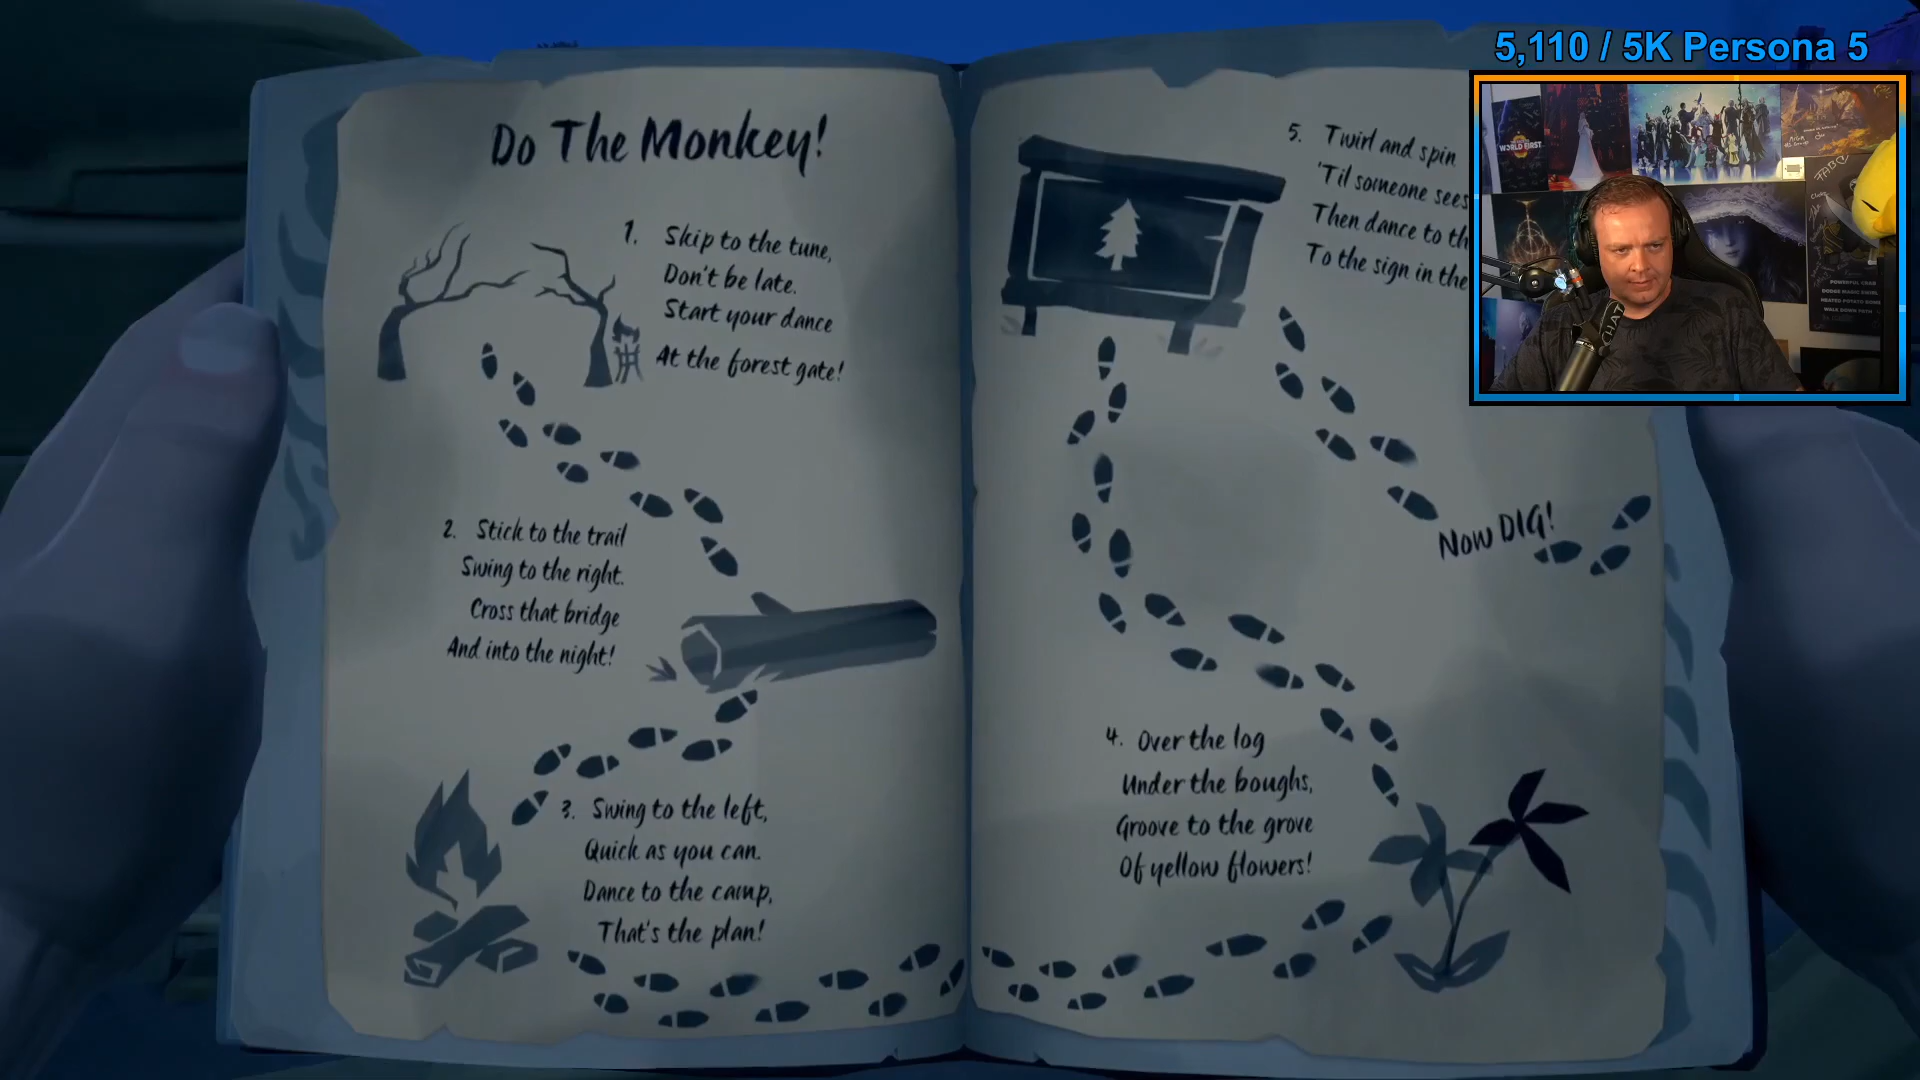 5,110 / 5K Persona 5
Do The Monkey!
1. Skip to the tune,
Don't be late.
Start your dance
At the forest gate!
2. Stick to the trail
Swing to the right.
Cross that bridge
And into the night!
3. Swing to the left,
Quick as you can.
Dance to the camp,
That's the plan!
4. Over the log
Under the boughs,
Groove to the grove
Of yellow flowers!
5. Twirl and spin
'Til someone sees
Then dance to th
To the sign in the
Now DIG!
WORLD FIRST
CHAT